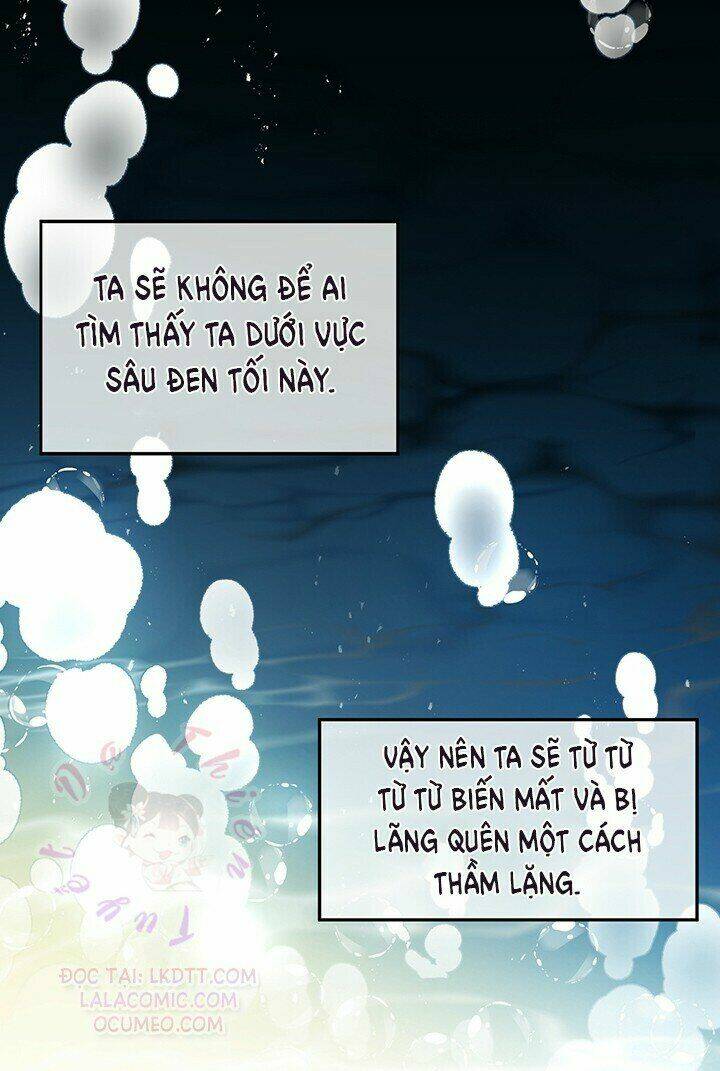 TA SẼ KHÔNG ĐỂ AI
TÌM THẤY TA DƯỚI VỰC
SÂU ĐEN TỐI NÀY.
VẬY NÊN TA SẼ TỪ TỪ
TỪ TỪ BIẾN MẤT VÀ BỊ
LÃNG QUÊN MỘT CÁCH
THẦM LẶNG.
ĐỌC TẠI: LKDTT.COM
LALACOMIC.COM
OCUMEO.COM